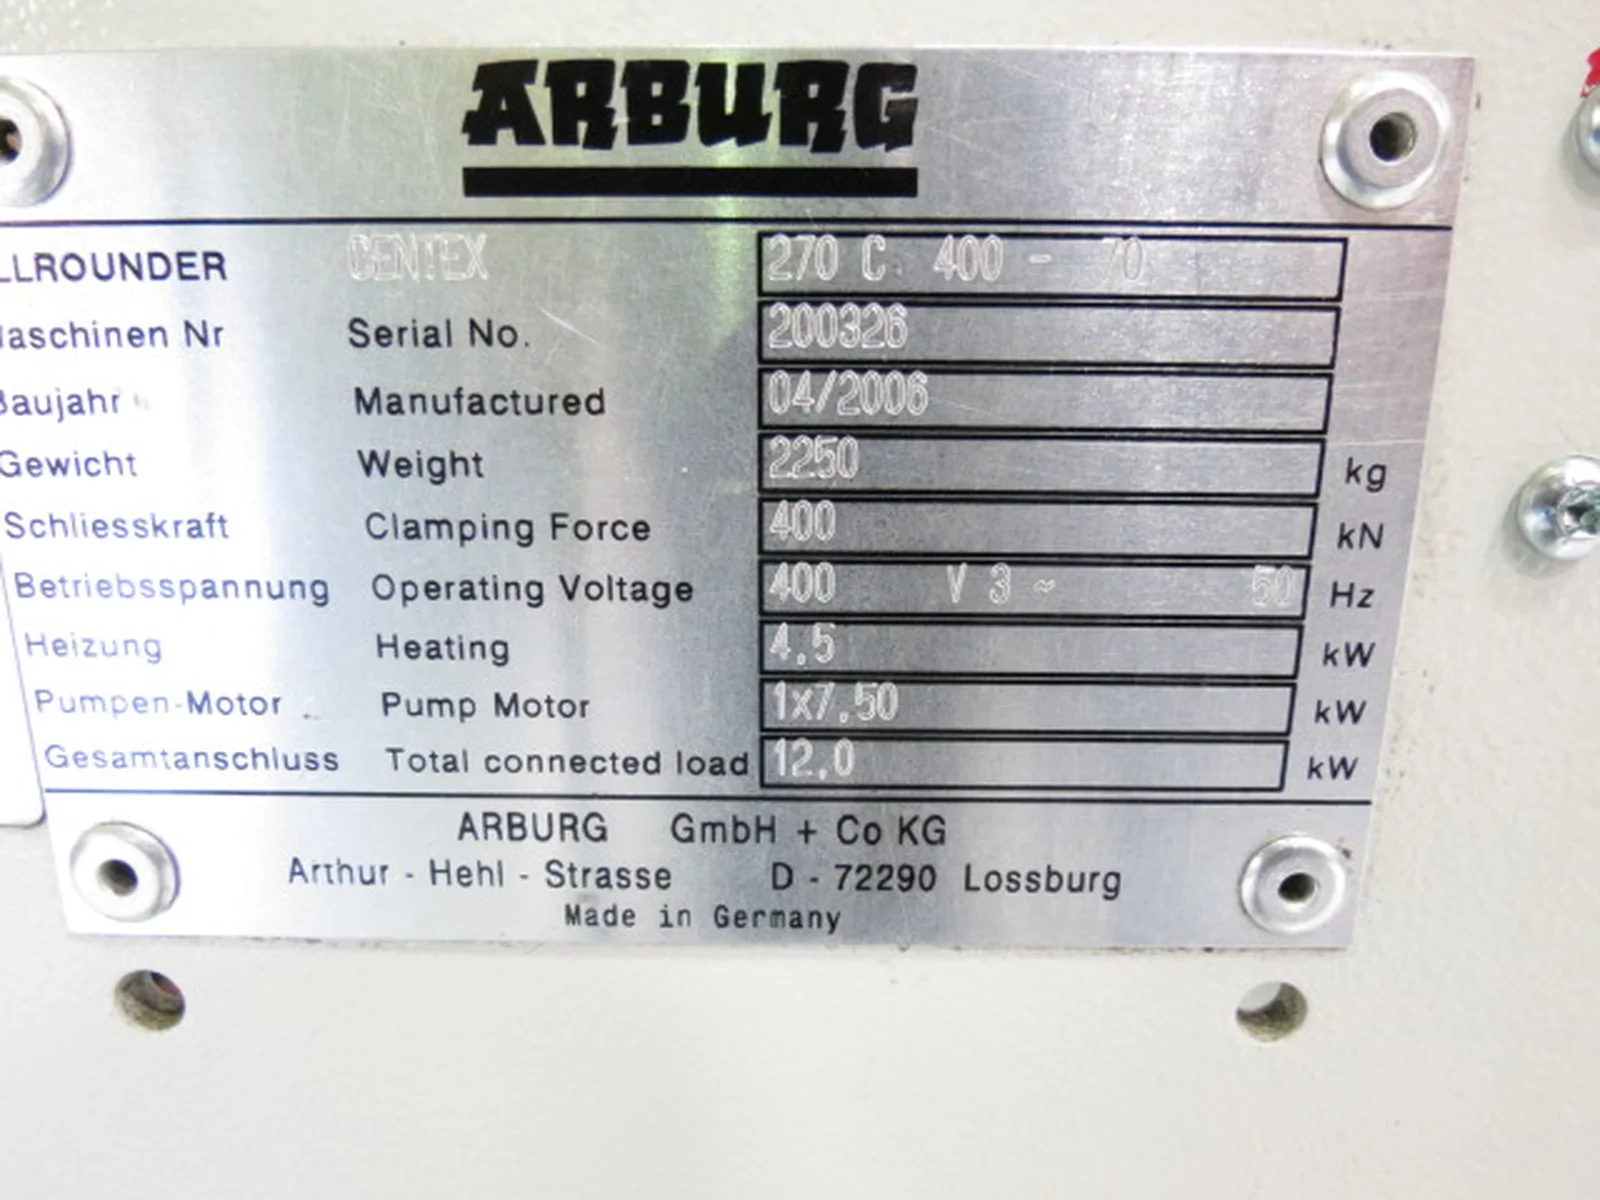 ARBURG
LLROUNDER CENTEX 270 C 400 - 70
aschinen Nr Serial No. 200326
Baujahr Manufactured 04/2006
Gewicht Weight 2250 kg
Schliesskraft Clamping Force 400 kN
Betriebsspannung Operating Voltage 400 V 3 ~ 50 Hz
Heizung Heating 4.5 kW
Pumpen-Motor Pump Motor 1x7.50 kW
Gesamtanschluss Total connected load 12.0 kW
ARBURG GmbH + Co KG
Arthur - Hehl - Strasse D - 72290 Lossburg
Made in Germany